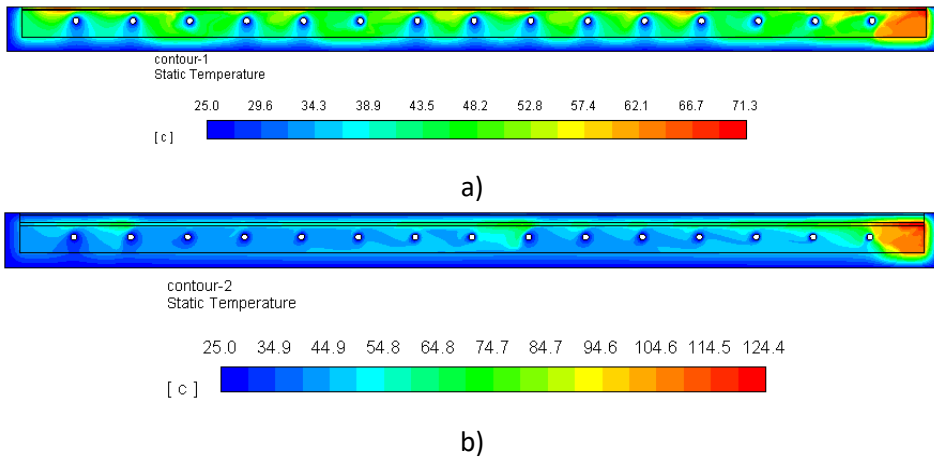 contour-1
Static Temperature
25.0 29.6 34.3 38.9 43.5 48.2 52.8 57.4 62.1 66.7 71.3
[ c ]
a)
contour-2
Static Temperature
25.0 34.9 44.9 54.8 64.8 74.7 84.7 94.6 104.6 114.5 124.4
[ c ]
b)